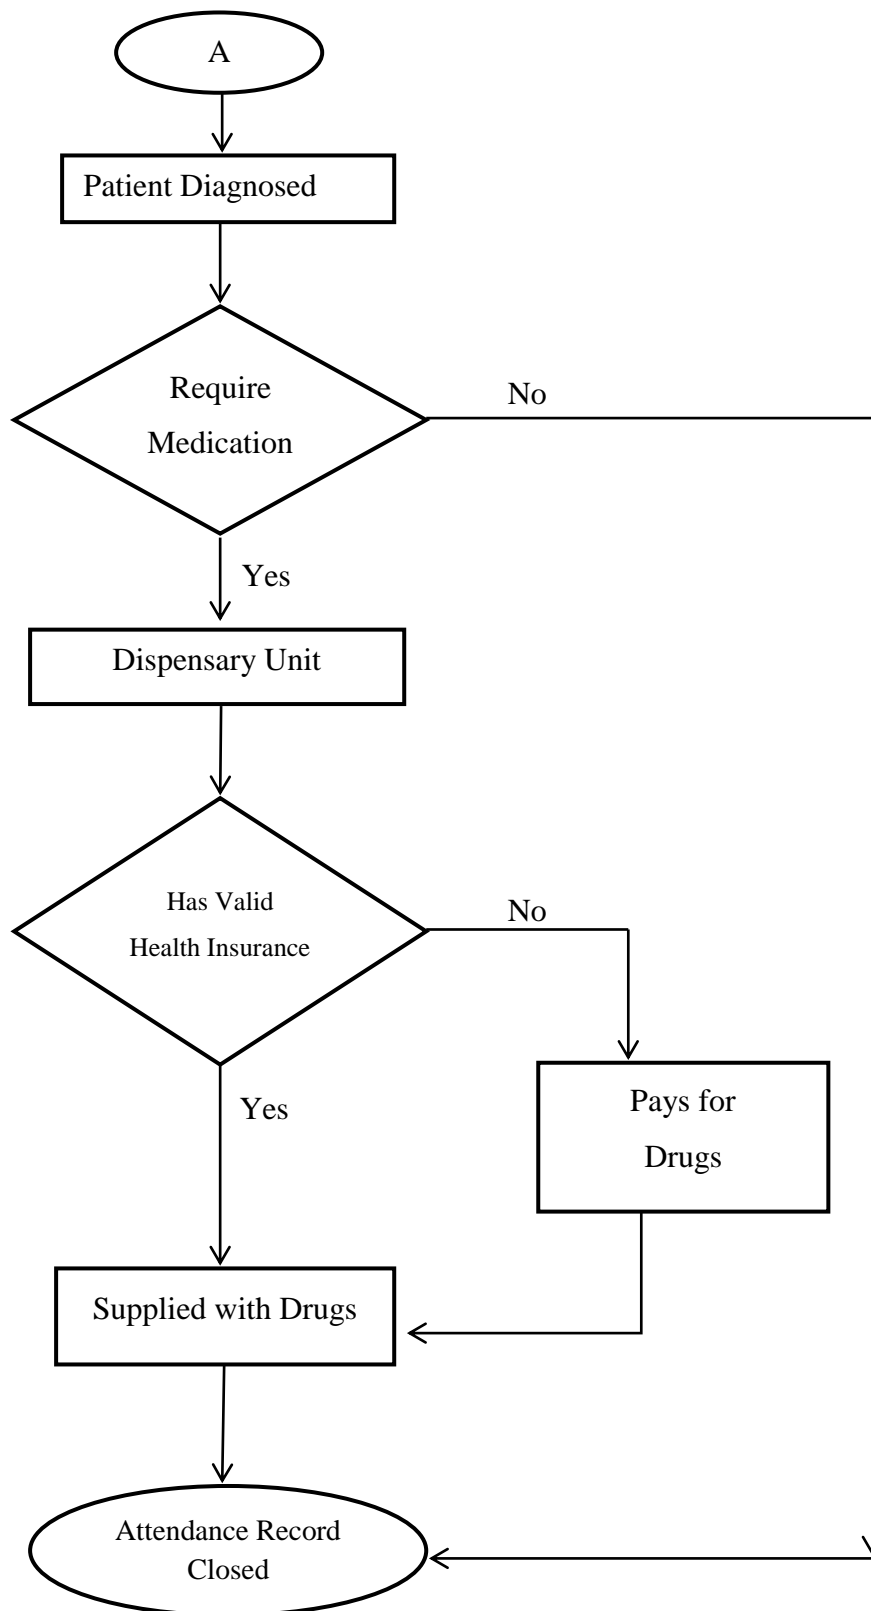 A
Patient Diagnosed
Require
Medication
No
Yes
Dispensary Unit
Has Valid
Health Insurance
No
Yes
Pays for
Drugs
Supplied with Drugs
Attendance Record
Closed